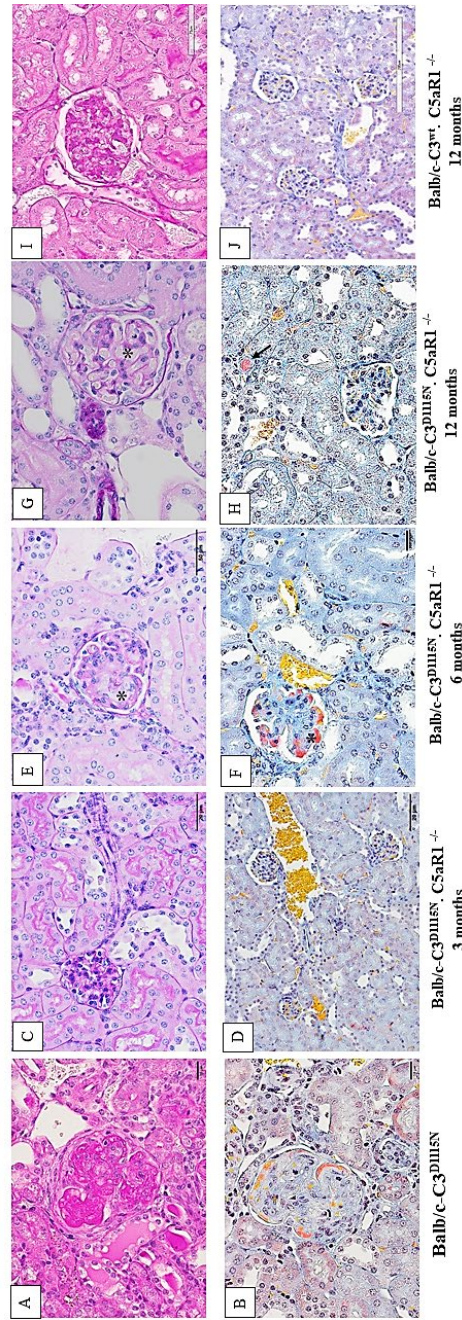 A
C
E
G
I
B
D
F
H
J
Balb/c-C3ᴰ¹¹¹⁵ᴺ
Balb/c-C3ᴰ¹¹¹⁵ᴺ. C5aR1 ⁻/⁻
3 months
Balb/c-C3ᴰ¹¹¹⁵ᴺ. C5aR1 ⁻/⁻
6 months
Balb/c-C3ᴰ¹¹¹⁵ᴺ. C5aR1 ⁻/⁻
12 months
Balb/c-C3ʷᵗ. C5aR1 ⁻/⁻
12 months